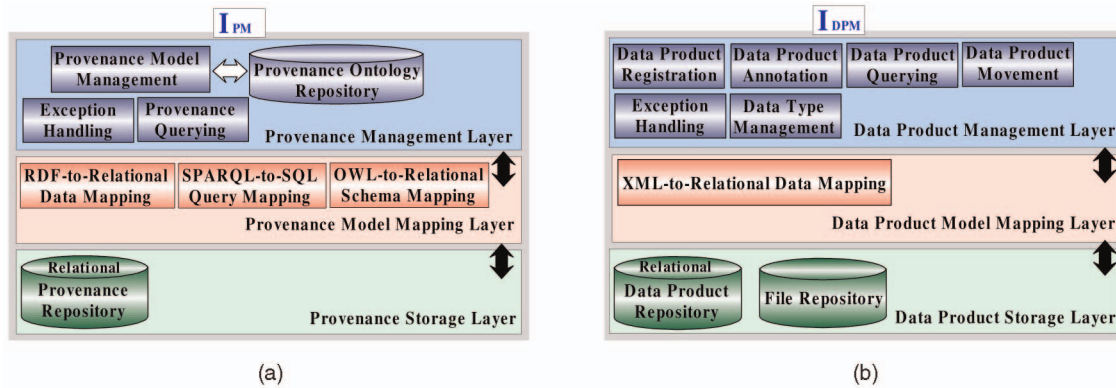 I PM
Provenance Model
Management
Provenance Ontology
Repository
Exception
Handling
Provenance
Querying
Provenance Management Layer
RDF-to-Relational
Data Mapping
SPARQL-to-SQL
Query Mapping
OWL-to-Relational
Schema Mapping
Provenance Model Mapping Layer
Relational
Provenance
Repository
Provenance Storage Layer
(a)
I DPM
Data Product
Registration
Data Product
Annotation
Data Product
Querying
Data Product
Movement
Exception
Handling
Data Type
Management
Data Product Management Layer
XML-to-Relational Data Mapping
Data Product Model Mapping Layer
Relational
Data Product
Repository
File Repository
Data Product Storage Layer
(b)